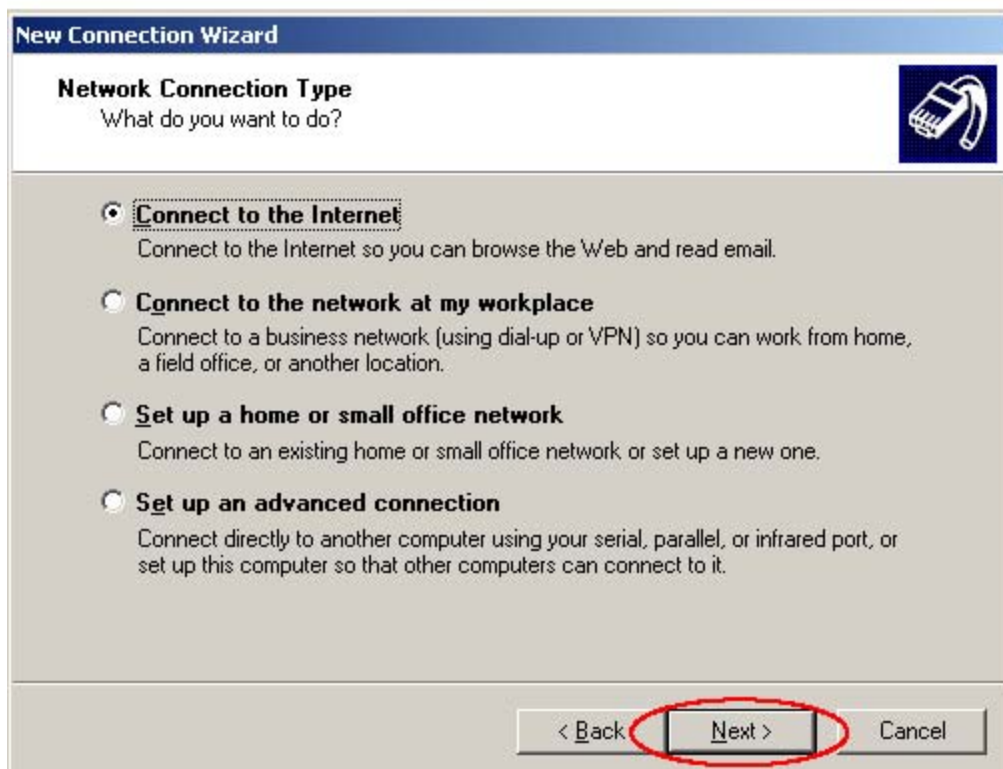 New Connection Wizard
Network Connection Type
What do you want to do?
Connect to the Internet
Connect to the Internet so you can browse the Web and read email.
Connect to the network at my workplace
Connect to a business network (using dial-up or VPN) so you can work from home,
a field office, or another location.
Set up a home or small office network
Connect to an existing home or small office network or set up a new one.
Set up an advanced connection
Connect directly to another computer using your serial, parallel, or infrared port, or
set up this computer so that other computers can connect to it.
< Back Next > Cancel